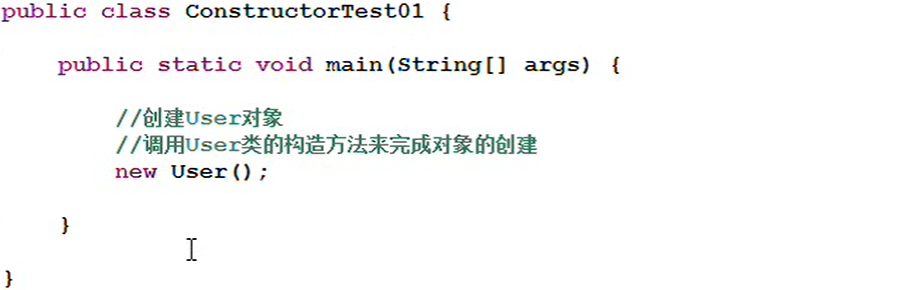 public class ConstructorTest01 {
public static void main(String[] args) {
//创建User对象
//调用User类的构造方法来完成对象的创建
new User();
}
}